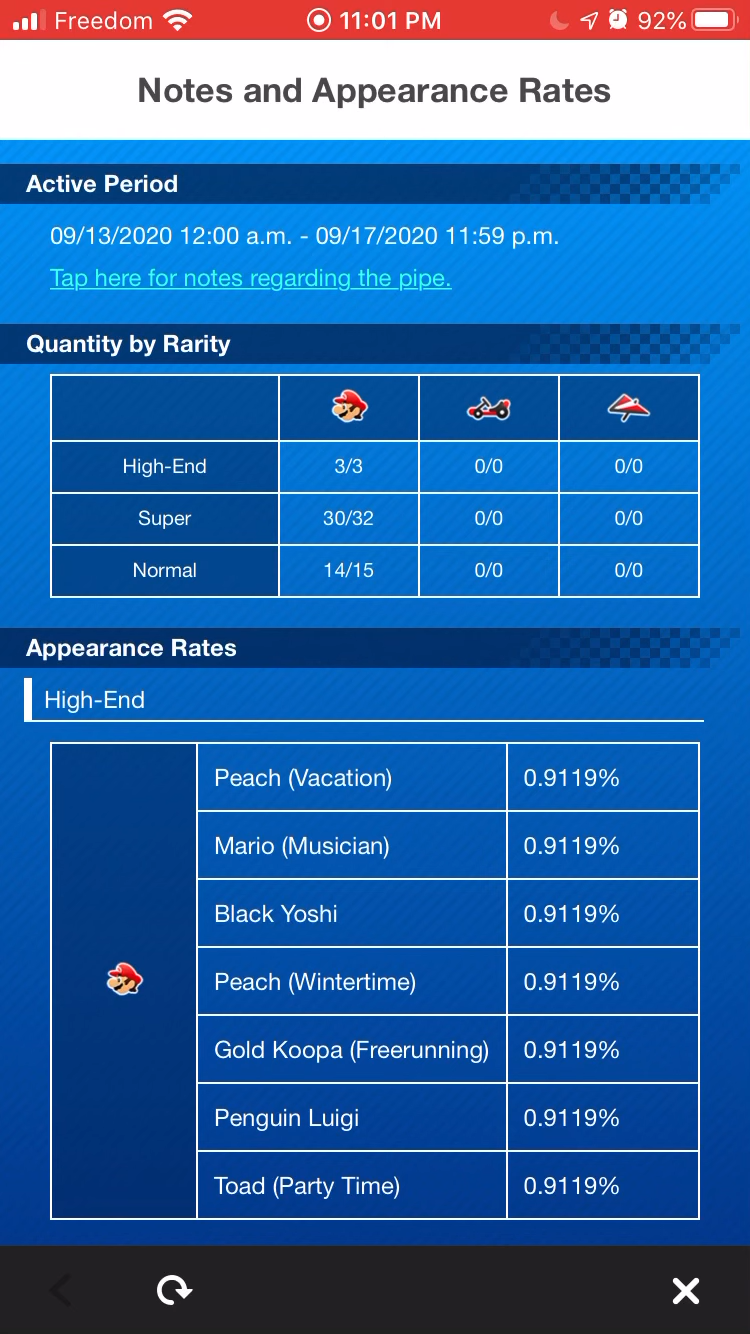 Freedom 11:01 PM 92%
Notes and Appearance Rates
Active Period
09/13/2020 12:00 a.m. - 09/17/2020 11:59 p.m.
Tap here for notes regarding the pipe.
Quantity by Rarity
High-End 3/3 0/0 0/0
Super 30/32 0/0 0/0
Normal 14/15 0/0 0/0
Appearance Rates
High-End
Peach (Vacation) 0.9119%
Mario (Musician) 0.9119%
Black Yoshi 0.9119%
Peach (Wintertime) 0.9119%
Gold Koopa (Freerunning) 0.9119%
Penguin Luigi 0.9119%
Toad (Party Time) 0.9119%